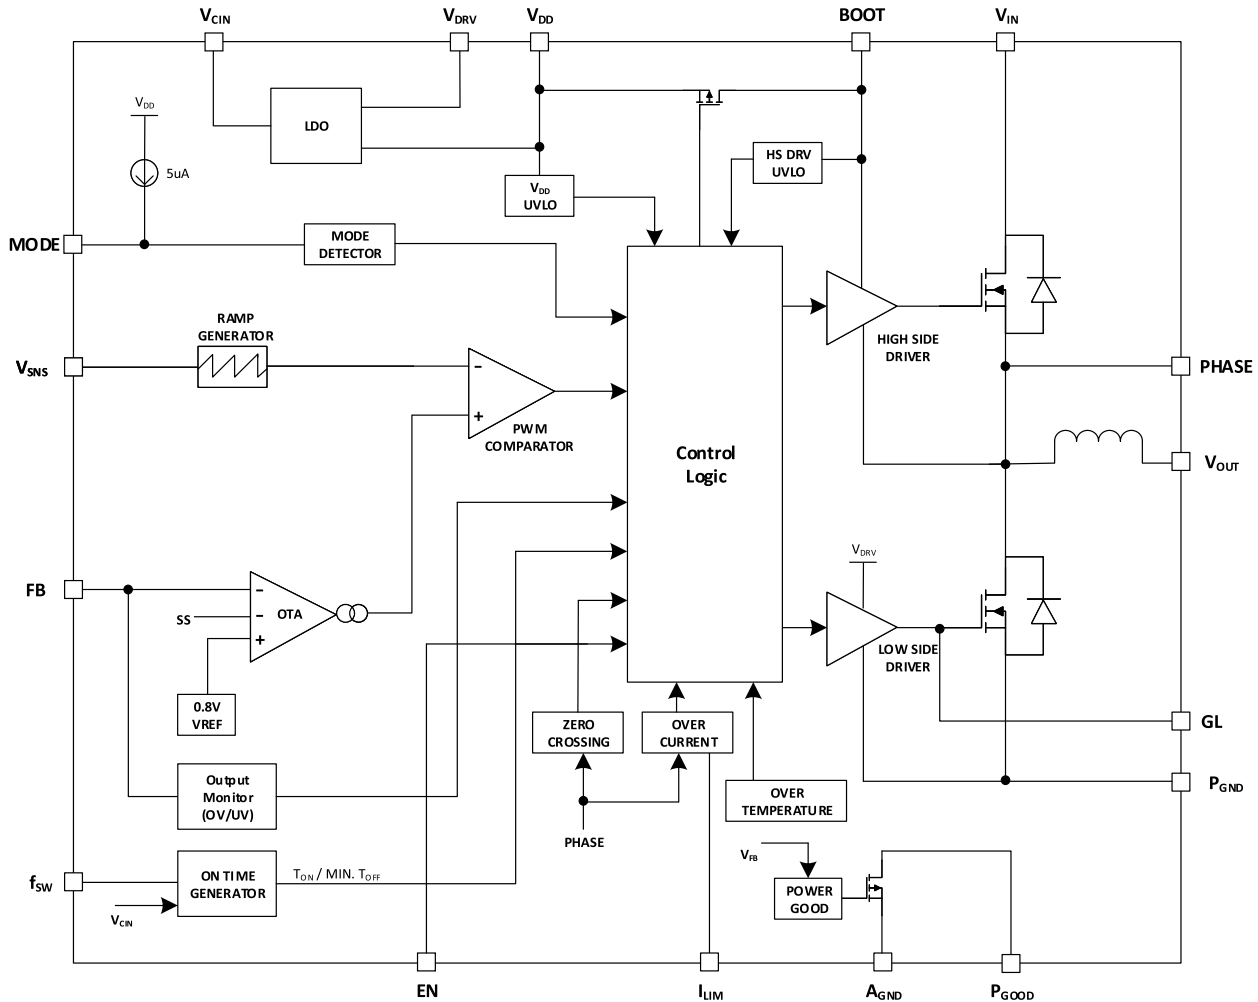 VCIN
VDRV
VDD
BOOT
VIN
VDD
LDO
5uA
HS DRV
UVLO
VDD
UVLO
MODE
MODE
DETECTOR
RAMP
GENERATOR
VSNS
-
+
PWM
COMPARATOR
HIGH SIDE
DRIVER
PHASE
Control
Logic
VOUT
VDRV
FB
-
SS
-
OTA
+
LOW SIDE
DRIVER
0.8V
VREF
ZERO
CROSSING
OVER
CURRENT
GL
Output
Monitor
(OV/UV)
OVER
TEMPERATURE
PGND
PHASE
VFB
fSW
ON TIME
GENERATOR
TON / MIN. TOFF
VCIN
POWER
GOOD
EN
ILIM
AGND
PGOOD